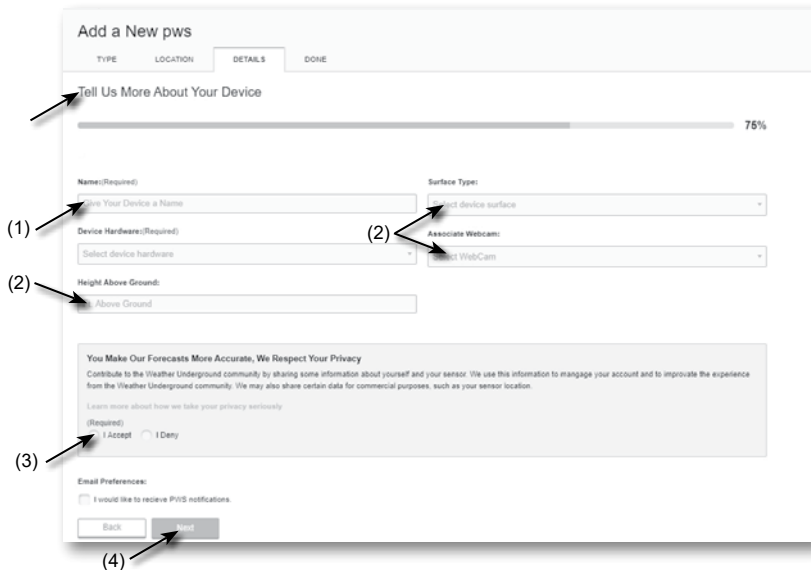 Add a New pws
TYPE LOCATION DETAILS DONE
Tell Us More About Your Device
75%
Name:(Required)
Give Your Device a Name
(1)
Surface Type:
Select device surface
(2)
Device Hardware:(Required)
Select device hardware
Associate Webcam:
Select WebCam
Height Above Ground:
(2)
Above Ground
You Make Our Forecasts More Accurate, We Respect Your Privacy
Contribute to the Weather Underground community by sharing some information about yourself and your sensor. We use this information to mangage your account and to improvate the experience
from the Weather Underground community. We may also share certain data for commercial purposes, such as your sensor location.
Learn more about how we take your privacy seriously
(Required)
I Accept I Deny
(3)
Email Preferences:
I would like to recieve PWS notifications.
Back Next
(4)